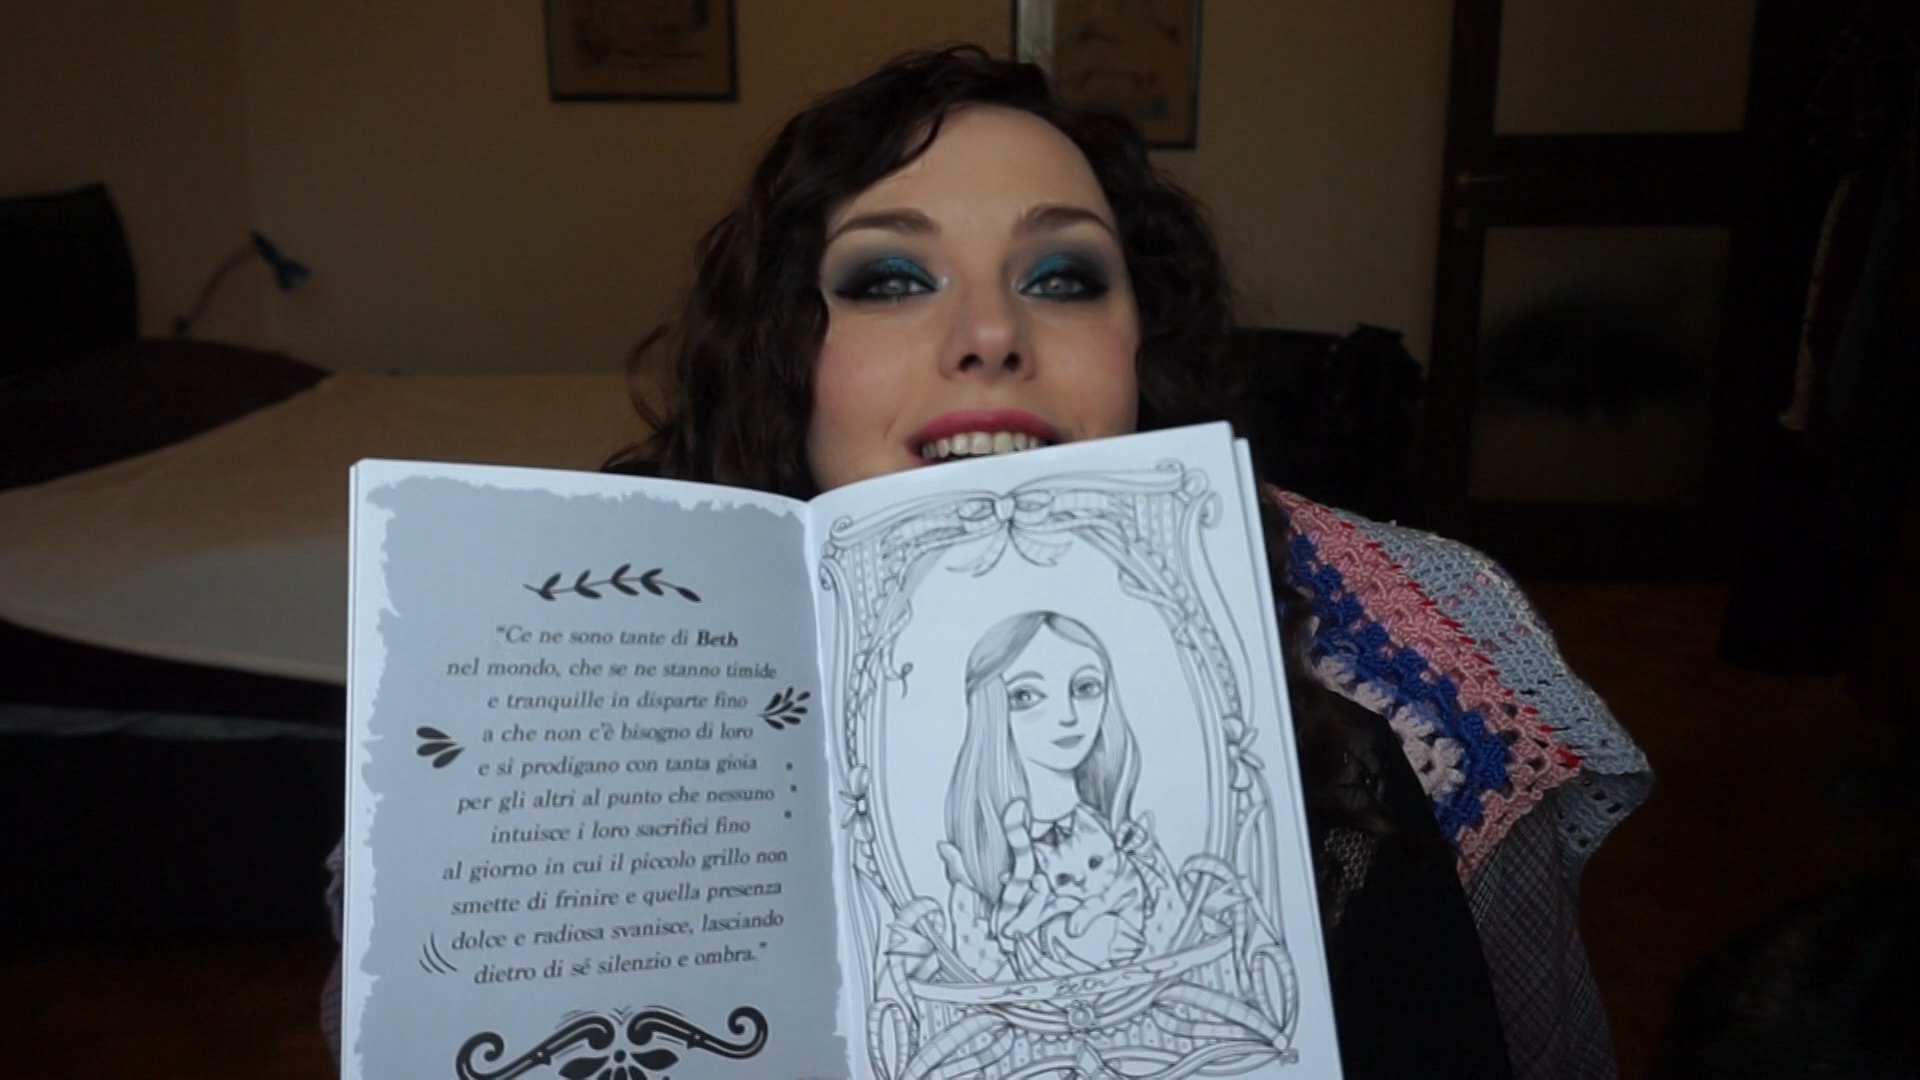 “Ce ne sono tante di Beth
nel mondo, che se ne stanno timide
e tranquille in disparte fino
a che non c'è bisogno di loro
e si prodigano con tanta gioia
per gli altri al punto che nessuno
intuisce i loro sacrifici fino
al giorno in cui il piccolo grillo non
smette di frinire e quella presenza
dolce e radiosa svanisce, lasciando
dietro di sé silenzio e ombra.”
Beth